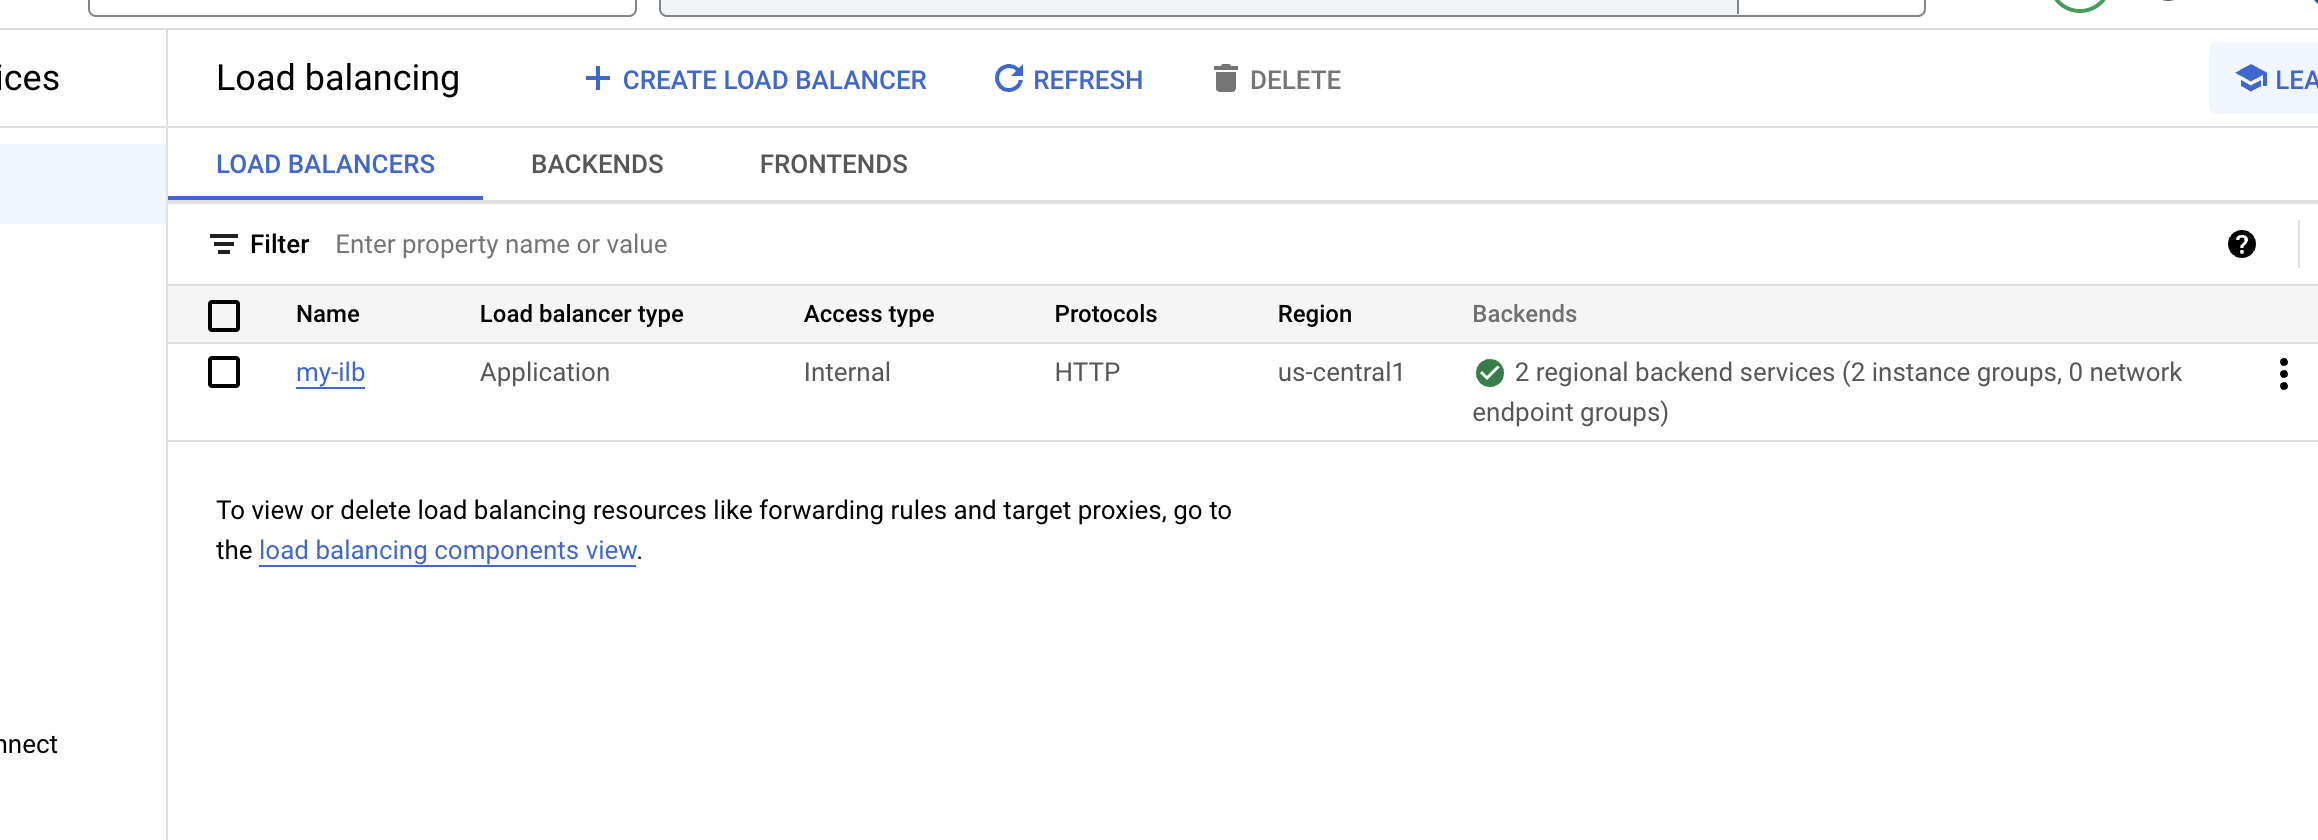 Load balancing
CREATE LOAD BALANCER
REFRESH
DELETE
LOAD BALANCERS
BACKENDS
FRONTENDS
Filter
Enter property name or value
Name
Load balancer type
Access type
Protocols
Region
Backends
my-ilb
Application
Internal
HTTP
us-central1
2 regional backend services (2 instance groups, 0 network
endpoint groups)
To view or delete load balancing resources like forwarding rules and target proxies, go to
the load balancing components view.